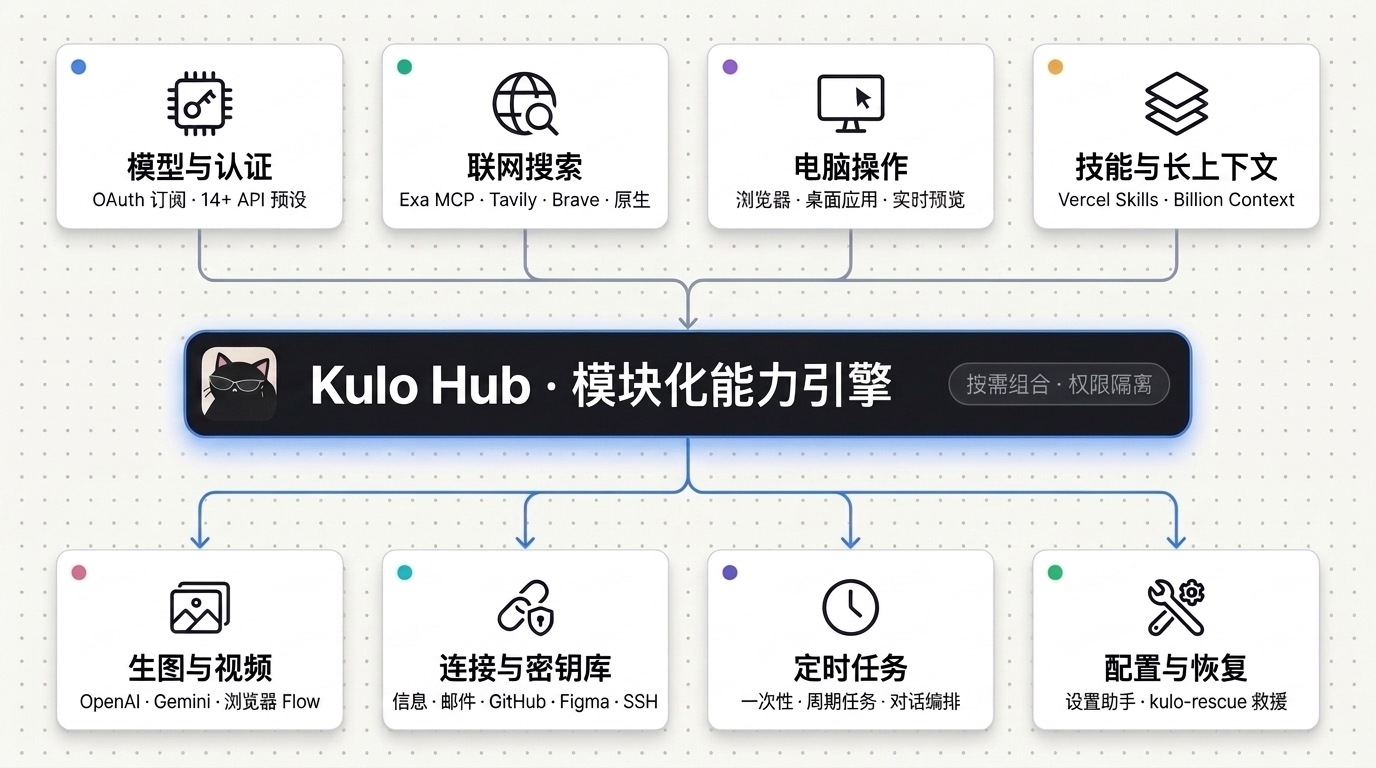 模型与认证
OAuth 订阅 · 14+ API 预设
联网搜索
Exa MCP · Tavily · Brave · 原生
电脑操作
浏览器 · 桌面应用 · 实时预览
技能与长上下文
Vercel Skills · Billion Context
Kulo Hub · 模块化能力引擎
按需组合 · 权限隔离
生图与视频
OpenAI · Gemini · 浏览器 Flow
连接与密钥库
信息 · 邮件 · GitHub · Figma · SSH
定时任务
一次性 · 周期任务 · 对话编排
配置与恢复
设置助手 · kulo-rescue 救援